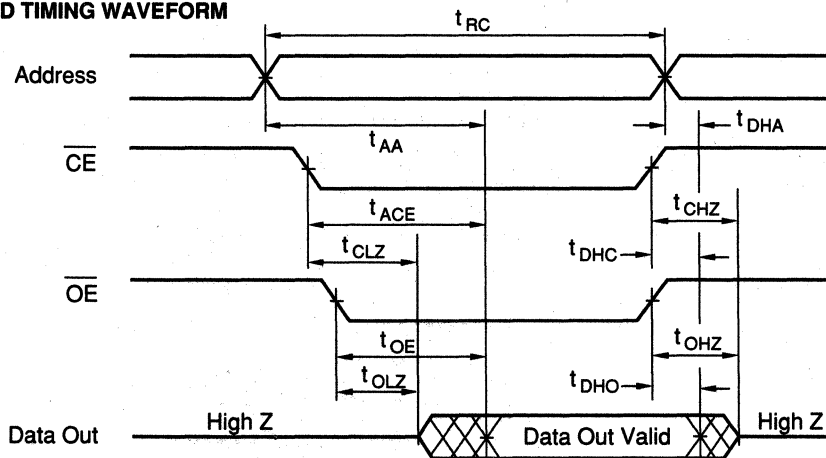 D TIMING WAVEFORM
tRC
Address
tAA
tDHA
CE
tACE
tCHZ
tCLZ
tDHC
OE
tOE
tOHZ
tOLZ
tDHO
High Z
Data Out
Data Out Valid
High Z